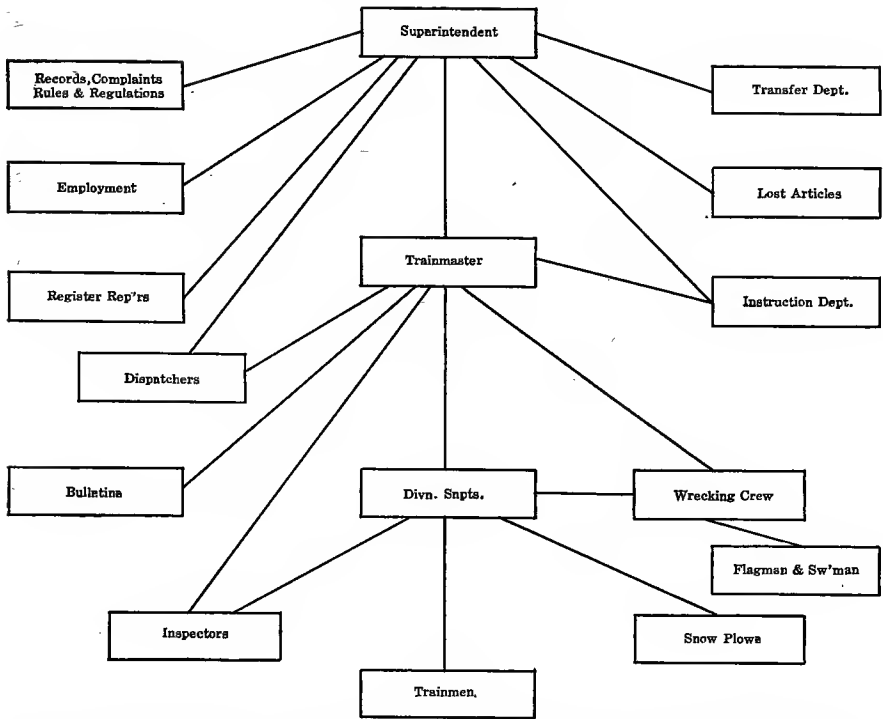 Superintendent
Records, Complaints
Rules & Regulations
Transfer Dept.
Employment
Lost Articles
Trainmaster
Register Rep"rs
Instruction Dept.
Dispatchers
Bulletins
Divn. Snpts.
Wrecking Crew
Flagman & Sw'man
Inspectors
Snow Plows
Trainmen.